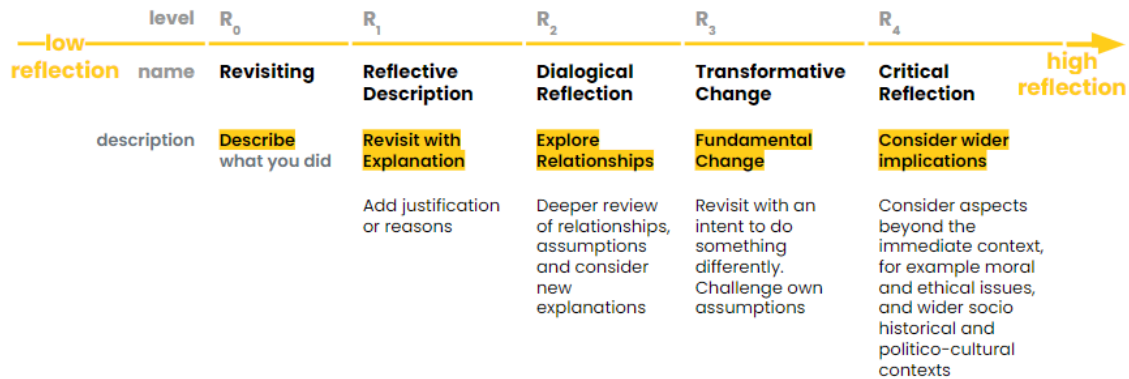 level R0 R1 R2 R3 R4
low reflection
name Revisiting
Reflective
Description
Dialogical
Reflection
Transformative
Change
Critical
Reflection
high
reflection
description
Describe
what you did
Revisit with
Explanation
Add justification
or reasons
Explore
Relationships
Deeper review
of relationships,
assumptions
and consider
new
explanations
Fundamental
Change
Revisit with an
intent to do
something
differently.
Challenge own
assumptions
Consider wider
implications
Consider aspects
beyond the
immediate context,
for example moral
and ethical issues,
and wider socio
historical and
politico-cultural
contexts